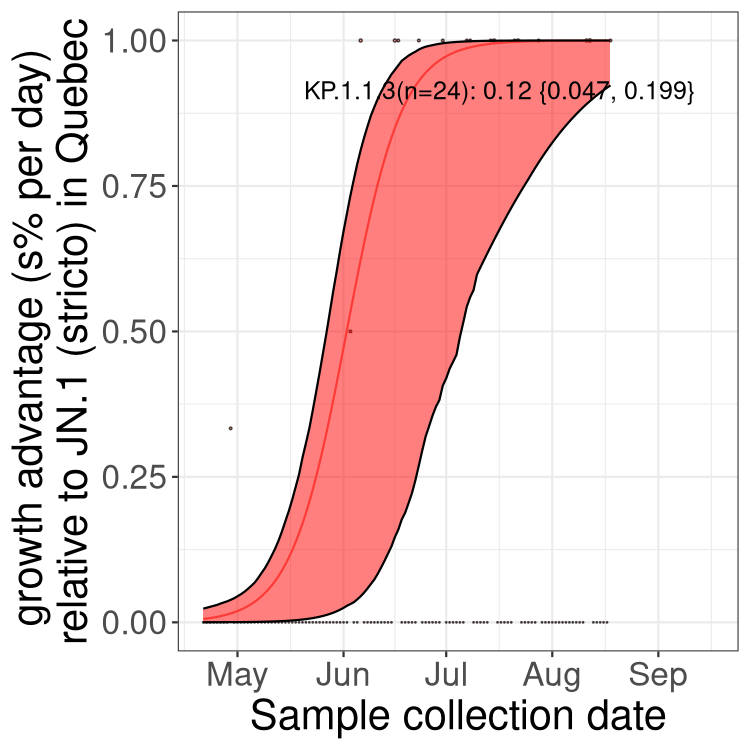 growth advantage (s% per day)
relative to JN.1 (stricto) in Quebec
1.00
0.75
0.50
0.25
0.00
KP.1.1.3(n=24): 0.12 {0.047, 0.199}
May Jun Jul Aug Sep
Sample collection date